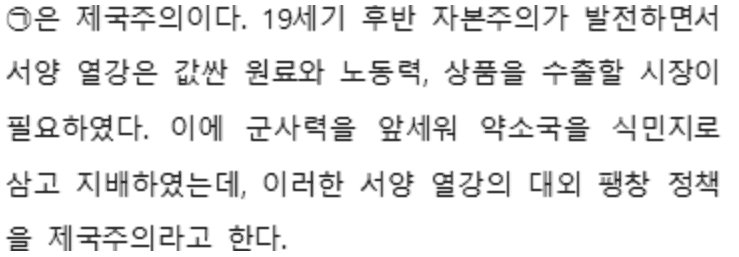 ㉠은 제국주의이다. 19세기 후반 자본주의가 발전하면서
서양 열강은 값싼 원료와 노동력, 상품을 수출할 시장이
필요하였다. 이에 군사력을 앞세워 약소국을 식민지로
삼고 지배하였는데, 이러한 서양 열강의 대외 팽창 정책
을 제국주의라고 한다.